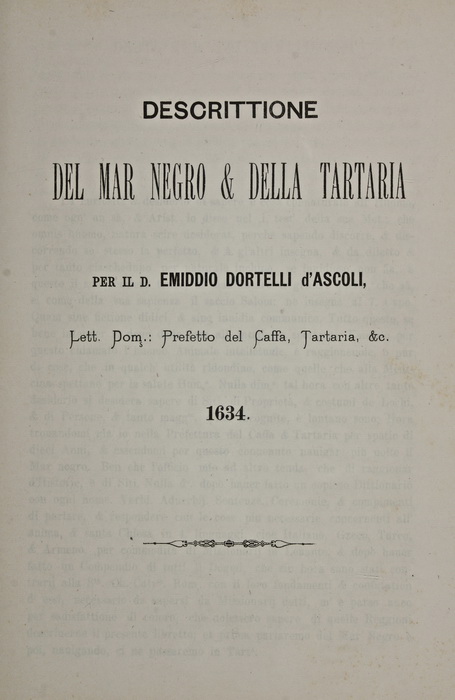 DESCRITTIONE
DEL MAR NEGRO & DELLA TARTARIA
PER IL D. EMIDDIO DORTELLI d'ASCOLI,
Lett. Dom.: Prefetto del Caffa, Tartaria, &c.
1634.